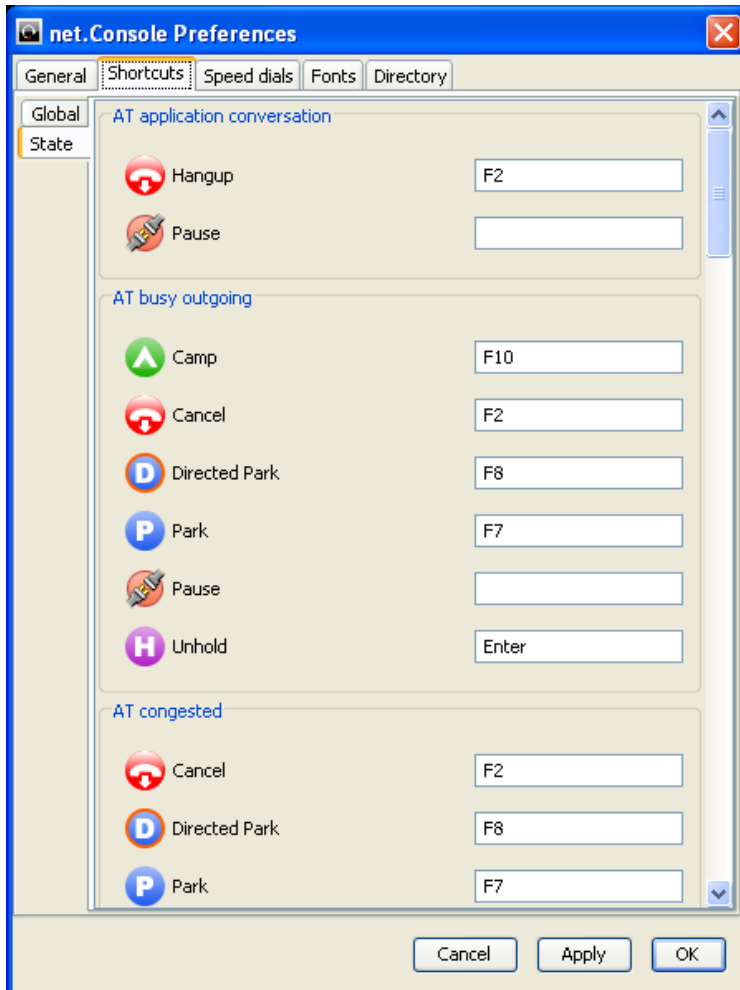 net.Console Preferences
General Shortcuts Speed dials Fonts Directory
Global
State
AT application conversation
Hangup F2
Pause
AT busy outgoing
Camp F10
Cancel F2
D Directed Park F8
P Park F7
Pause
H Unhold Enter
AT congested
Cancel F2
D Directed Park F8
P Park F7
Cancel Apply OK